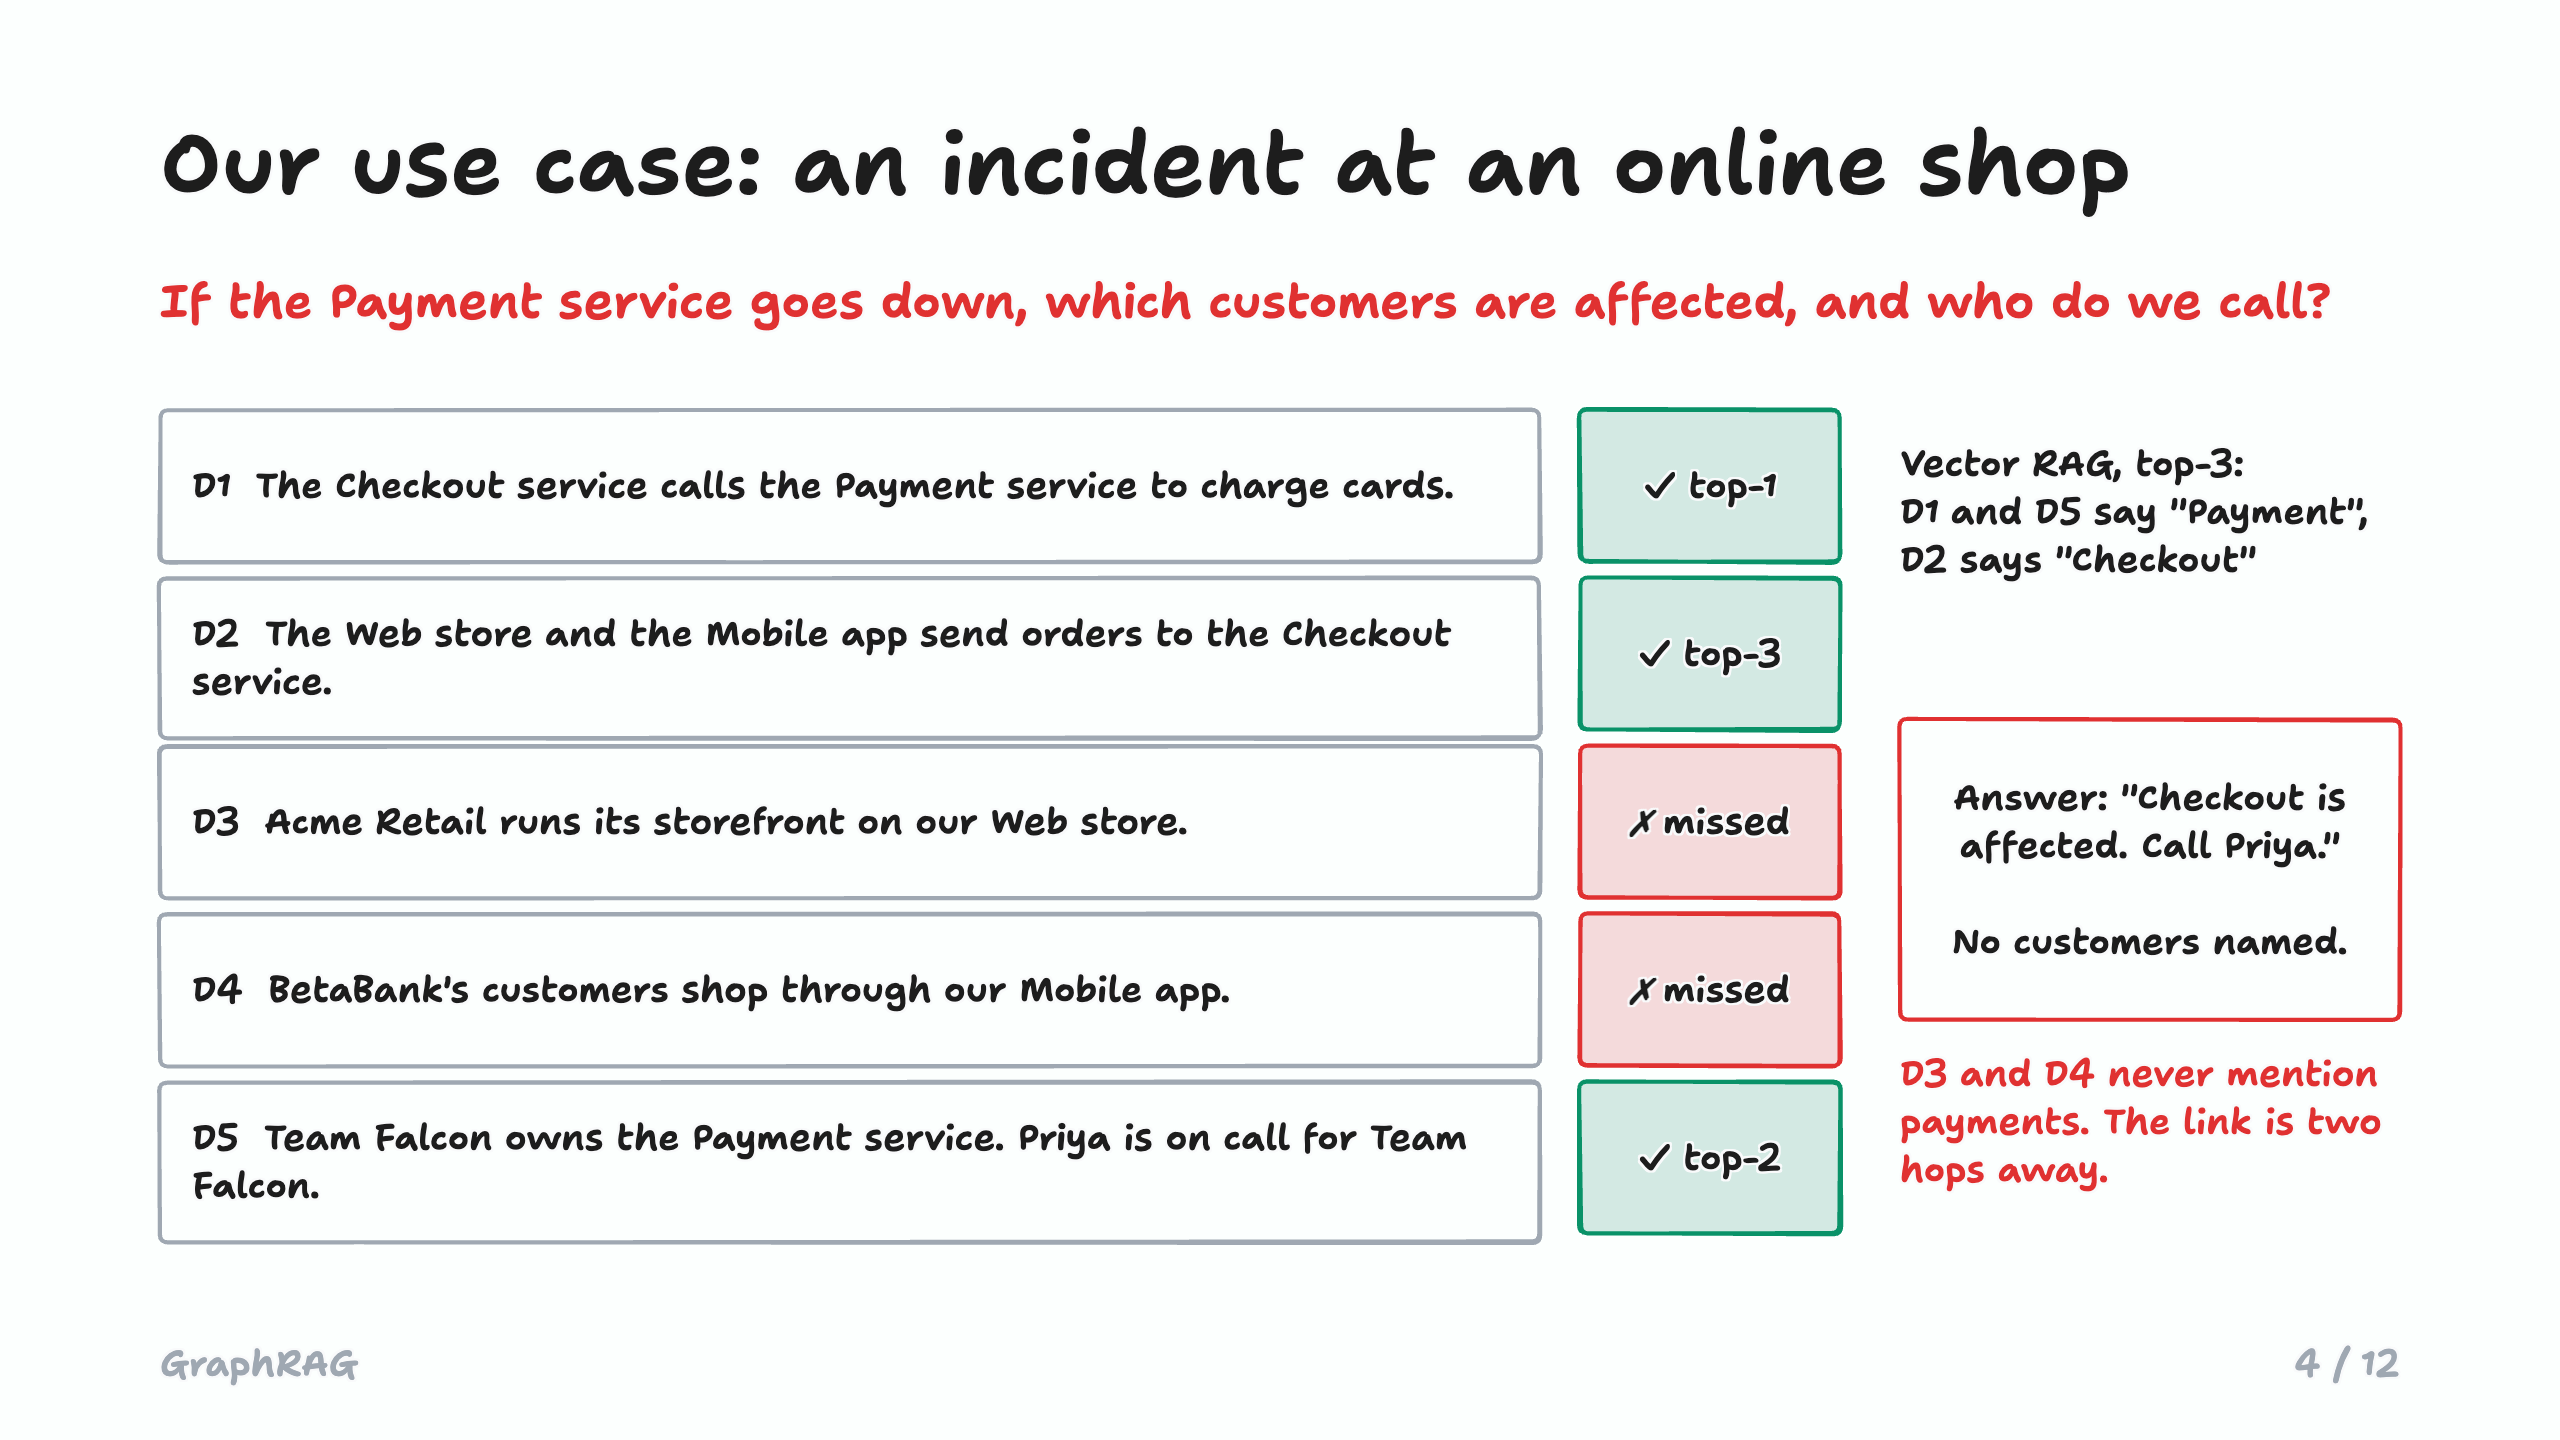 Our use case: an incident at an online shop
If the Payment service goes down, which customers are affected, and who do we call?
D1 The Checkout service calls the Payment service to charge cards.
✓ top-1
D2 The Web store and the Mobile app send orders to the Checkout
service.
✓ top-3
D3 Acme Retail runs its storefront on our Web store.
✗ missed
D4 BetaBank's customers shop through our Mobile app.
✗ missed
D5 Team Falcon owns the Payment service. Priya is on call for Team
Falcon.
✓ top-2
Vector RAG, top-3:
D1 and D5 say "Payment",
D2 says "Checkout"
Answer: "Checkout is
affected. Call Priya."
No customers named.
D3 and D4 never mention
payments. The link is two
hops away.
GraphRAG
4 / 12